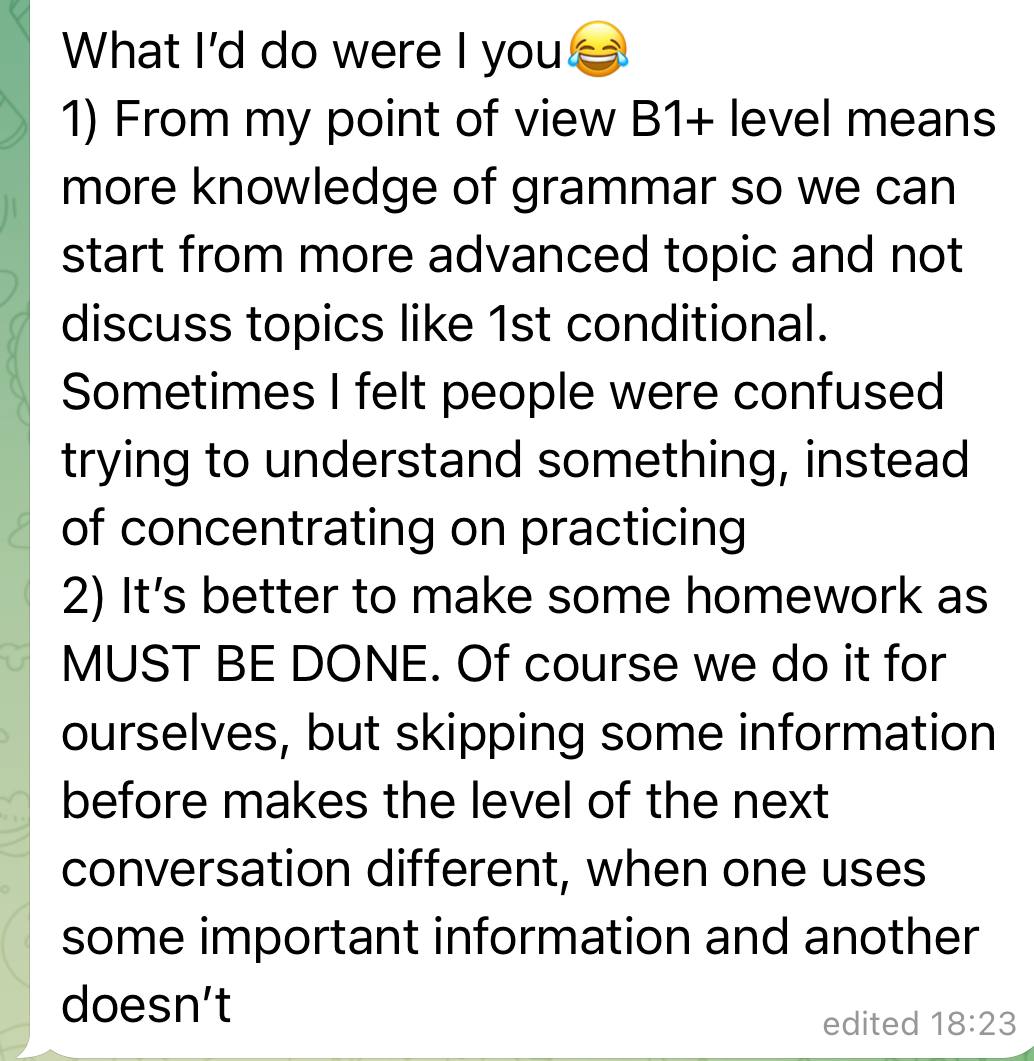 What I’d do were I you😂
1) From my point of view B1+ level means
more knowledge of grammar so we can
start from more advanced topic and not
discuss topics like 1st conditional.
Sometimes I felt people were confused
trying to understand something, instead
of concentrating on practicing
2) It’s better to make some homework as
MUST BE DONE. Of course we do it for
ourselves, but skipping some information
before makes the level of the next
conversation different, when one uses
some important information and another
doesn’t
edited 18:23